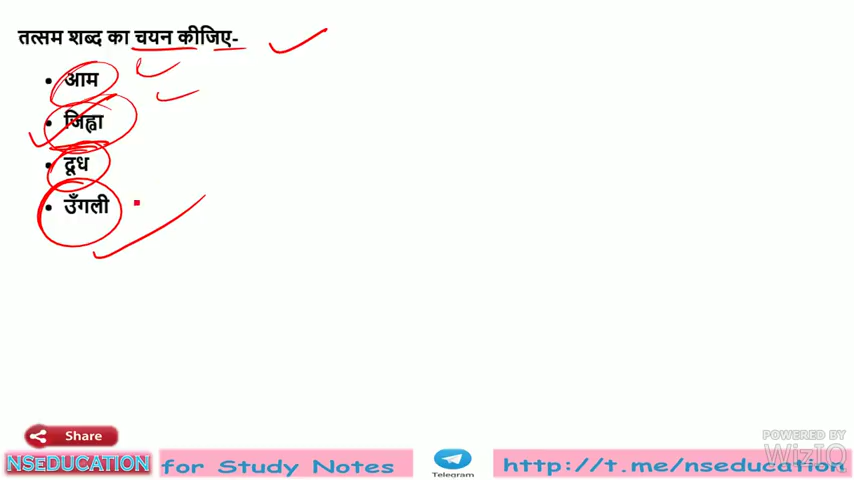 तत्सम शब्द का चयन कीजिए-
• आम
• जिह्वा
• दूध
• उँगली
Share
NSEDUCATION for Study Notes Telegram http://t.me/nseducation
POWERED BY
WizIQ